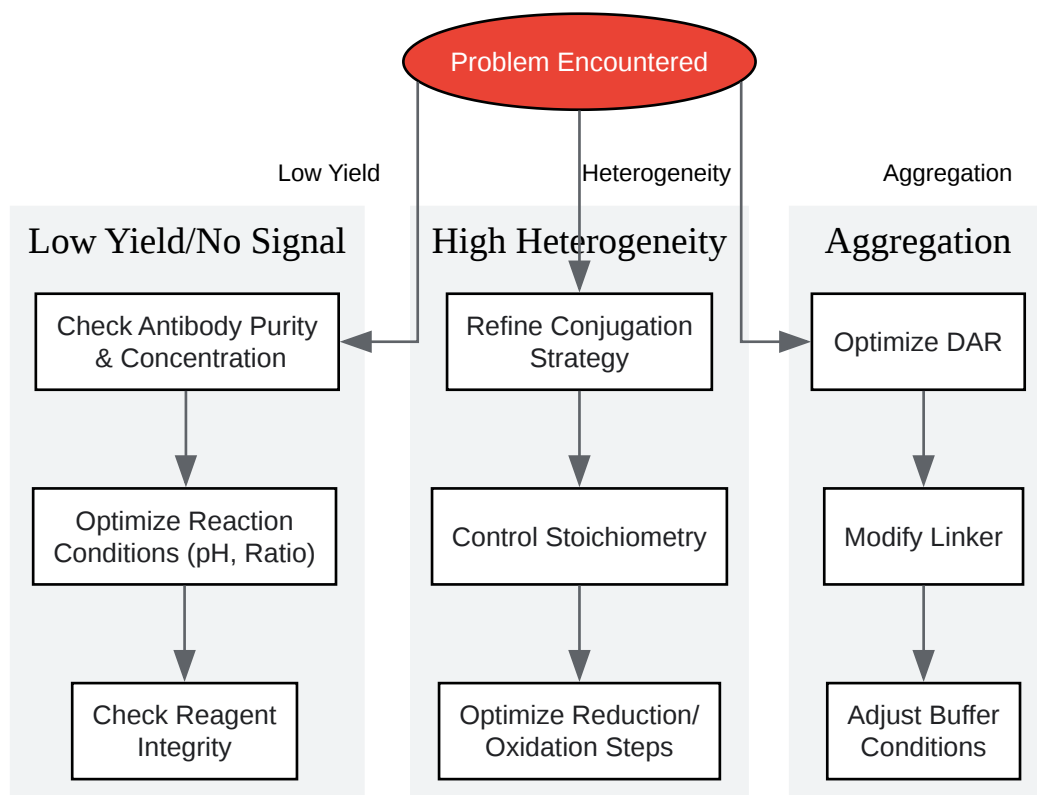 Problem Encountered
Low Yield
Heterogeneity
Aggregation
Low Yield/No Signal
Check Antibody Purity
& Concentration
Optimize Reaction
Conditions (pH, Ratio)
Check Reagent
Integrity
High Heterogeneity
Refine Conjugation
Strategy
Control Stoichiometry
Optimize Reduction/
Oxidation Steps
Aggregation
Optimize DAR
Modify Linker
Adjust Buffer
Conditions